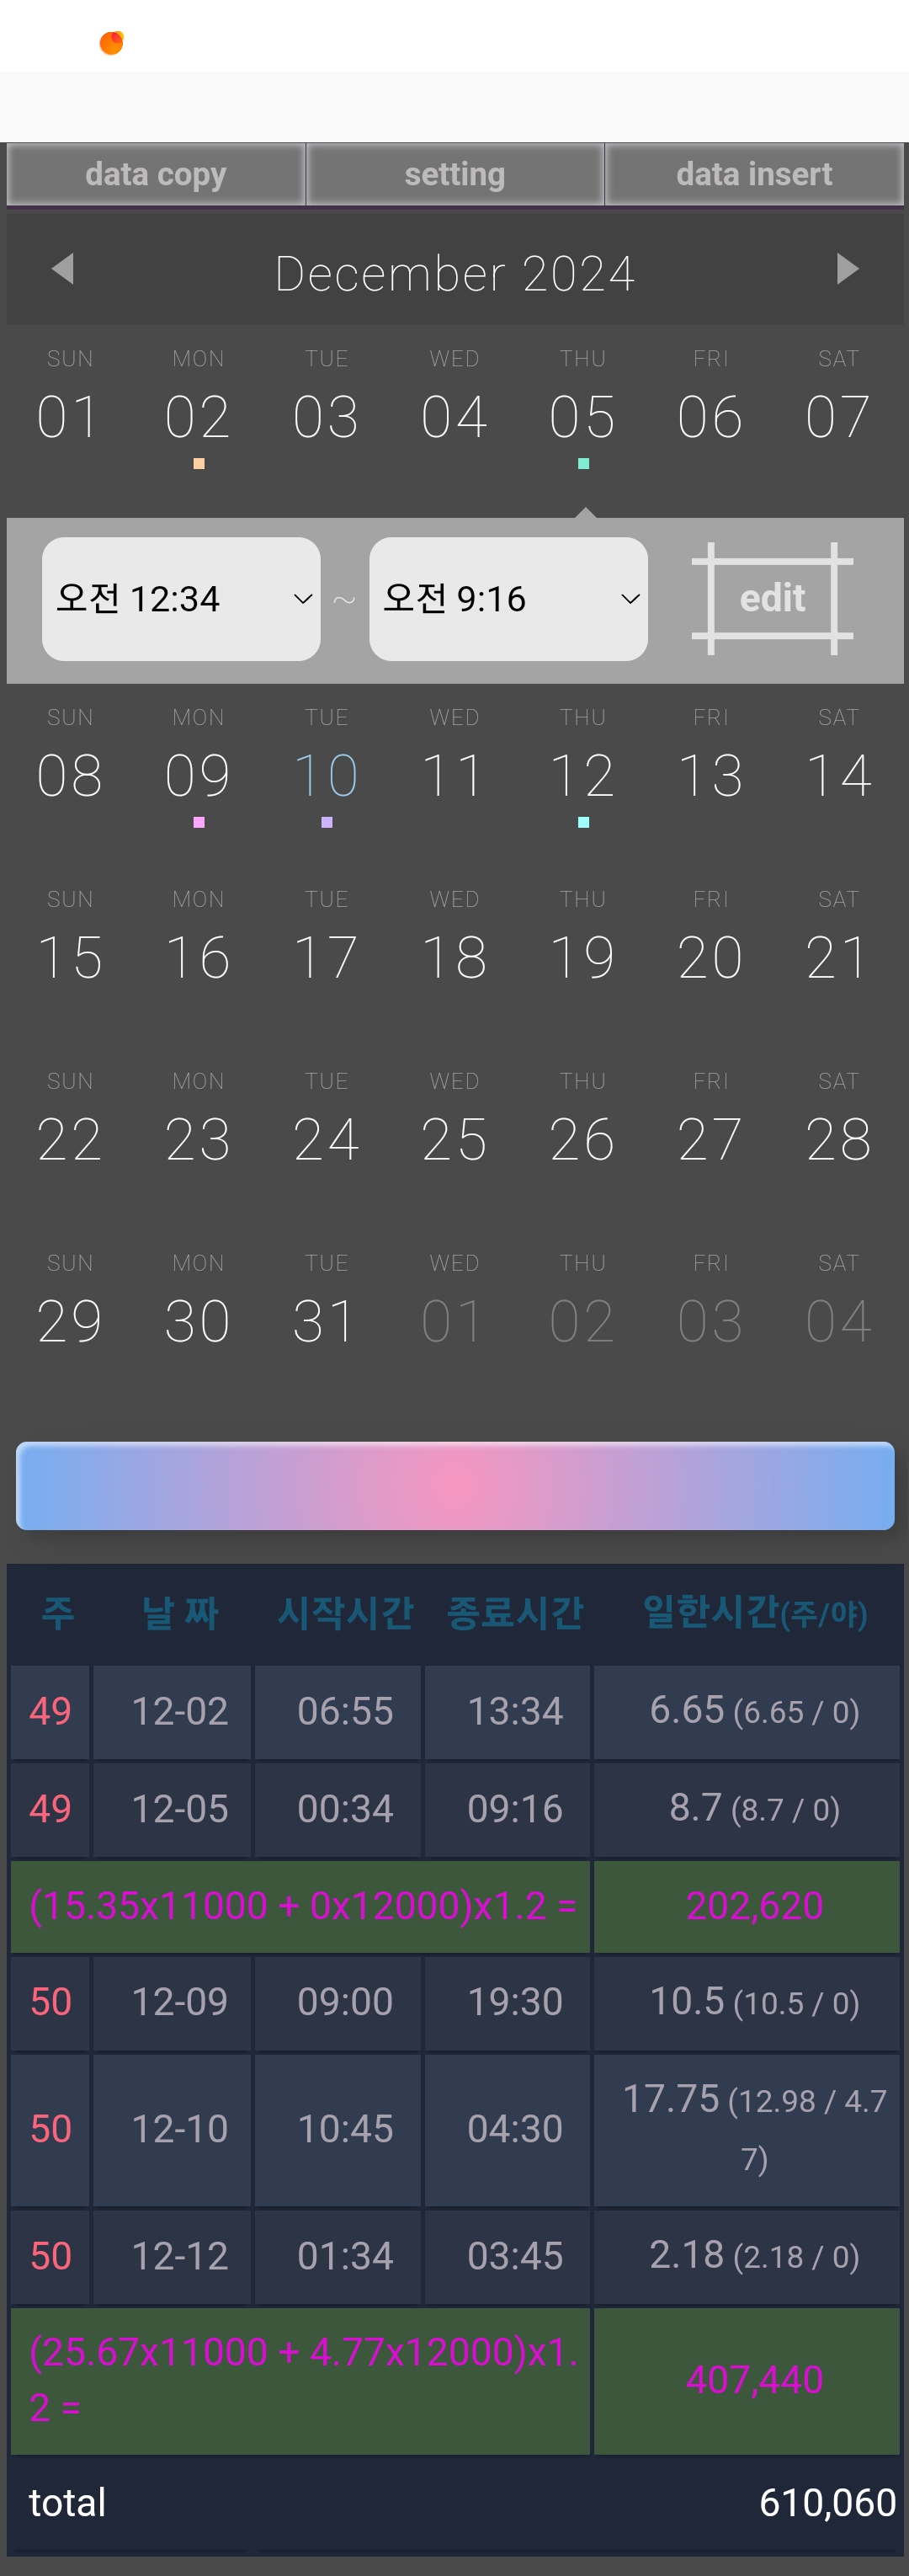 data copy setting data insert
December 2024
SUN MON TUE WED THU FRI SAT
01 02 03 04 05 06 07
오전 12:34 ~ 오전 9:16 edit
SUN MON TUE WED THU FRI SAT
08 09 10 11 12 13 14
SUN MON TUE WED THU FRI SAT
15 16 17 18 19 20 21
SUN MON TUE WED THU FRI SAT
22 23 24 25 26 27 28
SUN MON TUE WED THU FRI SAT
29 30 31 01 02 03 04
주 날 짜 시작시간 종료시간 일한시간(주/야)
49 12-02 06:55 13:34 6.65 (6.65 / 0)
49 12-05 00:34 09:16 8.7 (8.7 / 0)
(15.35x11000 + 0x12000)x1.2 = 202,620
50 12-09 09:00 19:30 10.5 (10.5 / 0)
50 12-10 10:45 04:30 17.75 (12.98 / 4.7
7)
50 12-12 01:34 03:45 2.18 (2.18 / 0)
(25.67x11000 + 4.77x12000)x1.
2 = 407,440
total 610,060